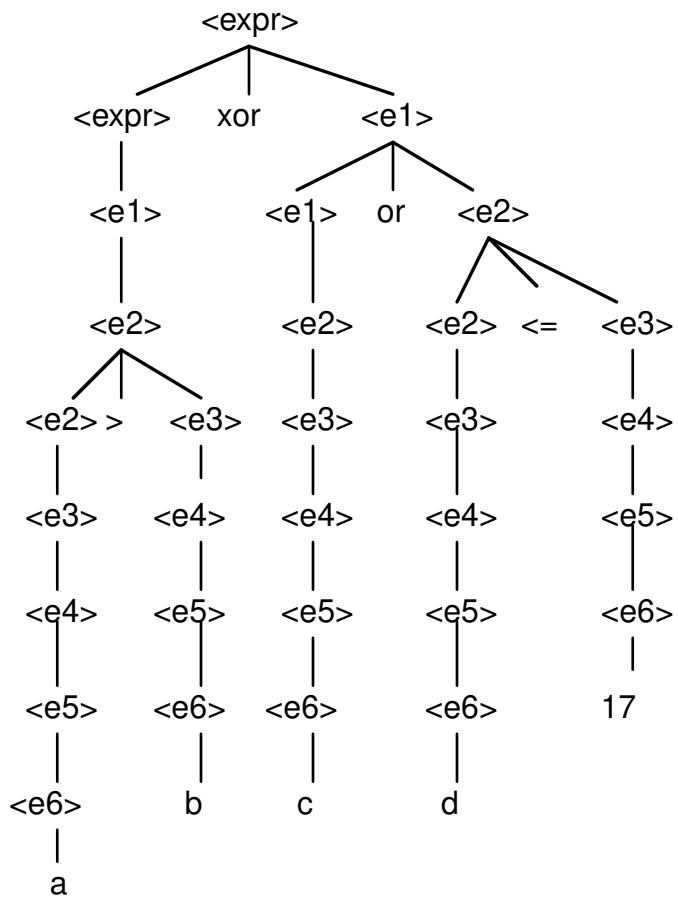 <expr>
<expr> xor <e1>
<e1> <e1> or <e2>
<e2> <e2> <e2> <= <e3>
<e2> > <e3> <e3> <e3> <e4>
<e3> <e4> <e4> <e4> <e5>
<e4> <e5> <e5> <e5> <e6>
<e5> <e6> <e6> <e6> 17
<e6> b c d
a